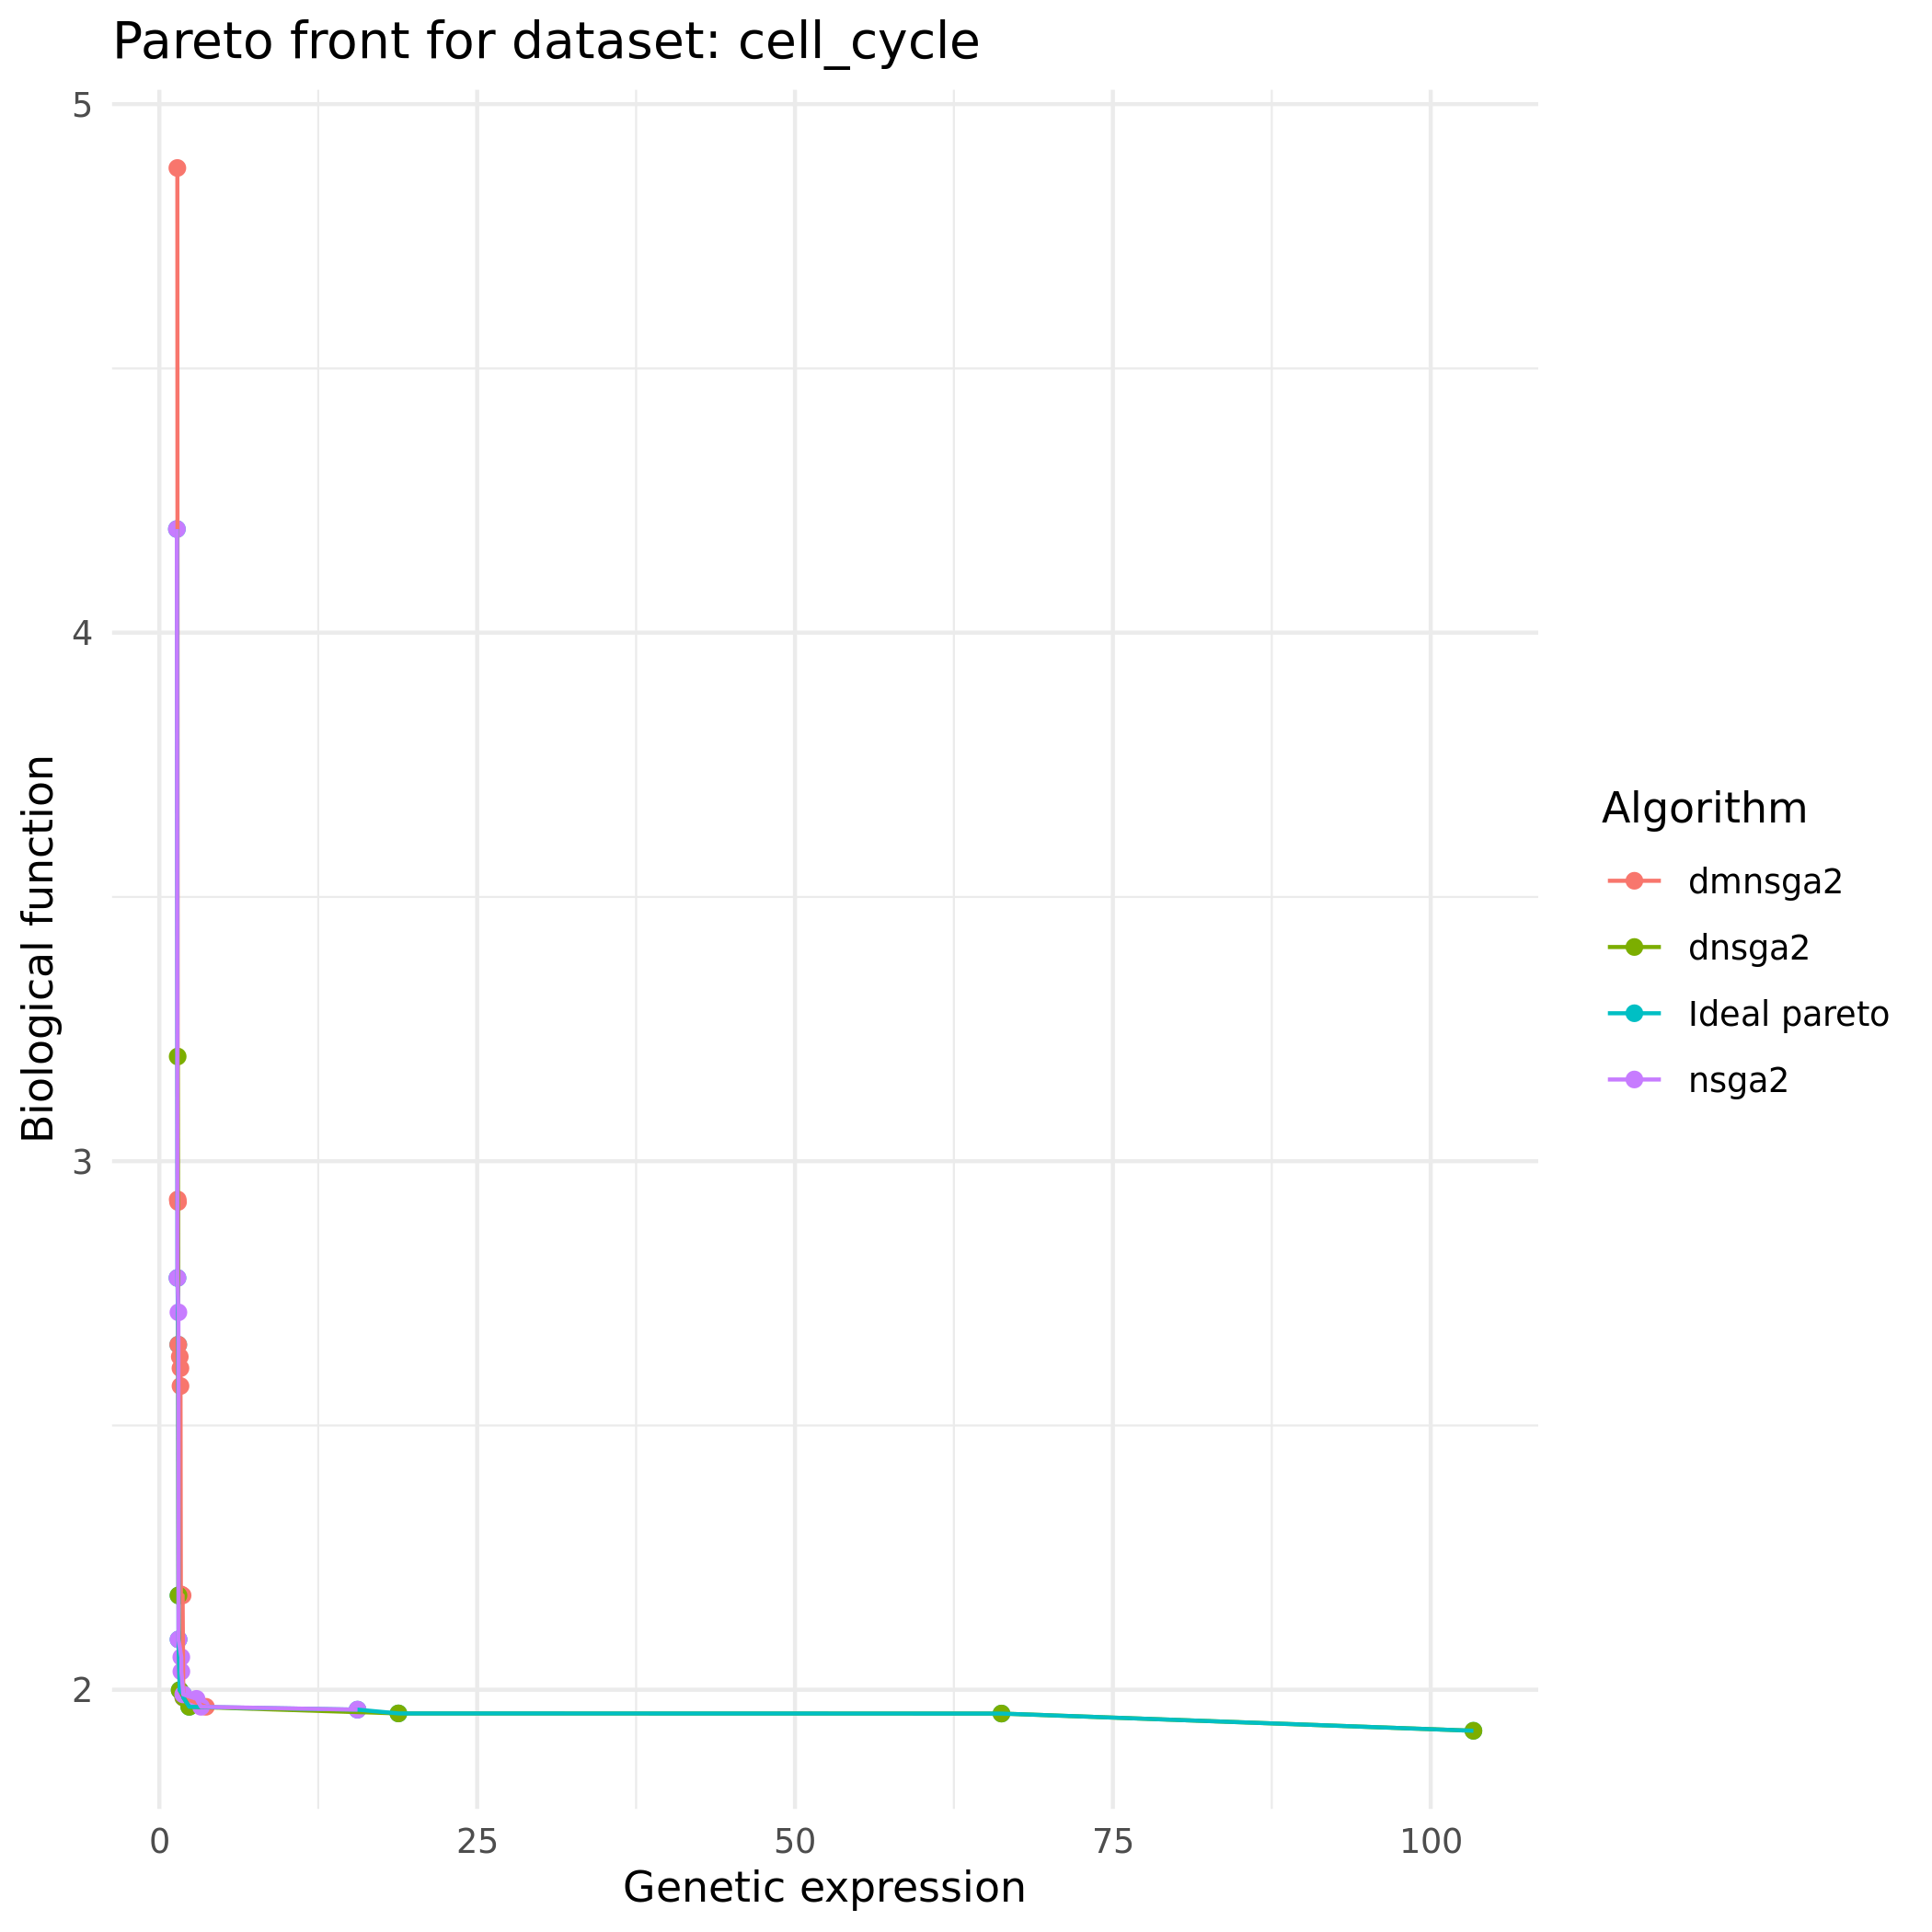 Pareto front for dataset: cell_cycle
5
4
3
2
Biological function
0 25 50 75 100
Genetic expression
Algorithm
dmnsga2
dnsga2
Ideal pareto
nsga2